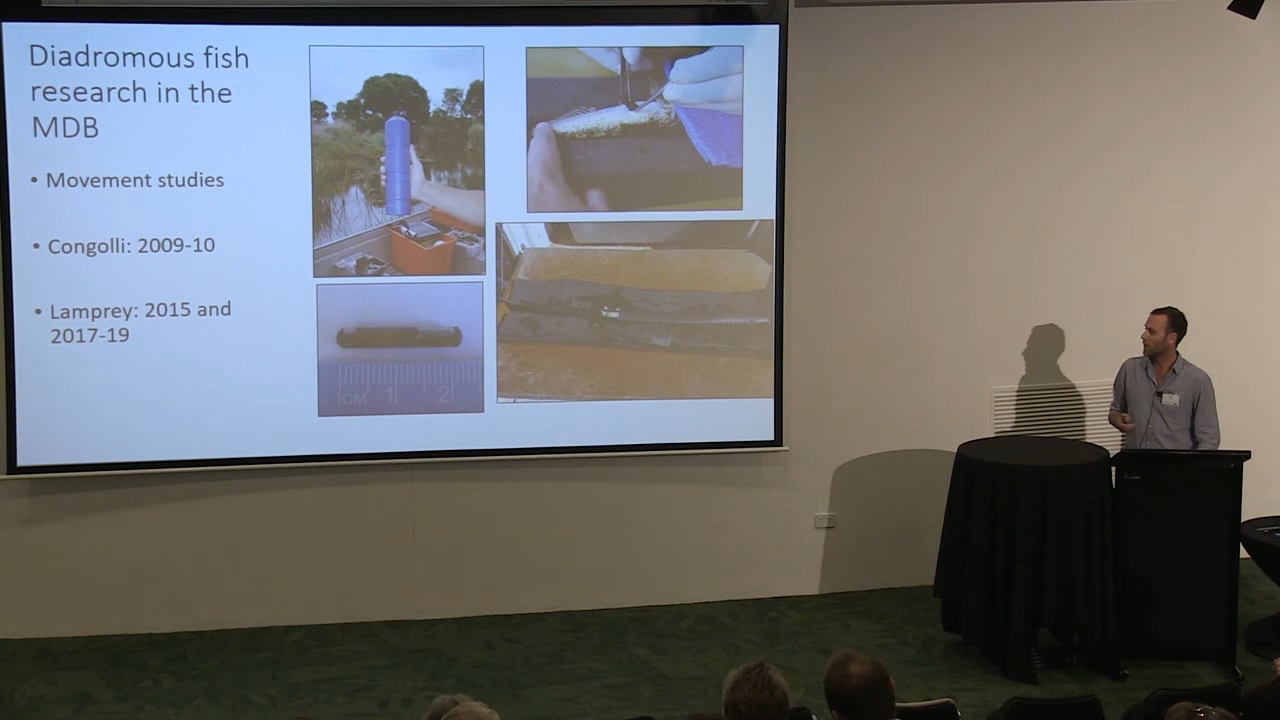 Diadromous fish
research in the
MDB
• Movement studies
• Congolli: 2009-10
• Lamprey: 2015 and
2017-19
CM 1 2